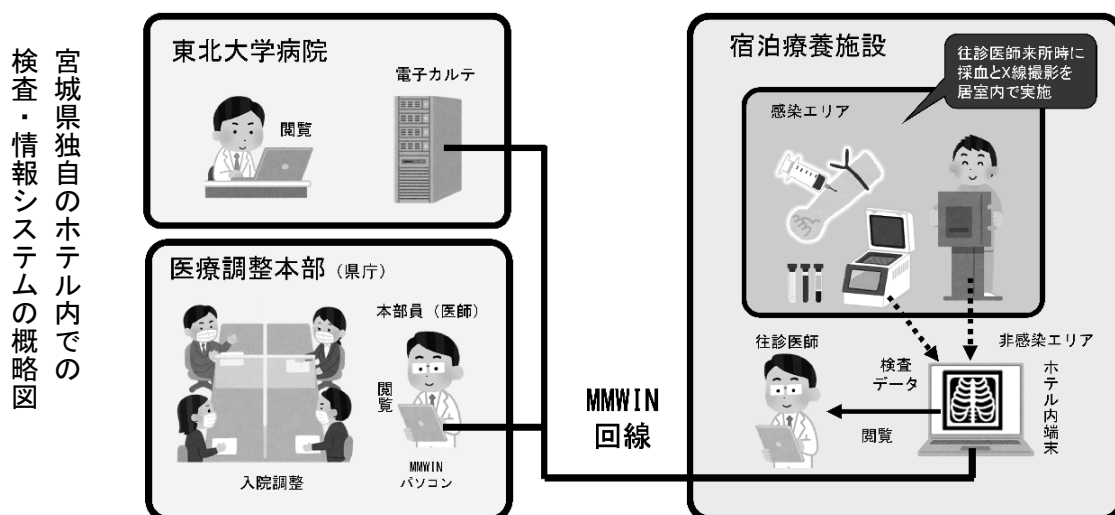 宮城県独自のホテル内での
検査・情報システムの概略図
東北大学病院
電子カルテ
閲覧
医療調整本部（県庁）
本部員（医師）
閲覧
MMWIN
パソコン
入院調整
MMWIN
回線
宿泊療養施設
往診医師来所時に
採血とX線撮影を
居室内で実施
感染エリア
非感染エリア
往診医師
検査
データ
閲覧
ホテル内端末